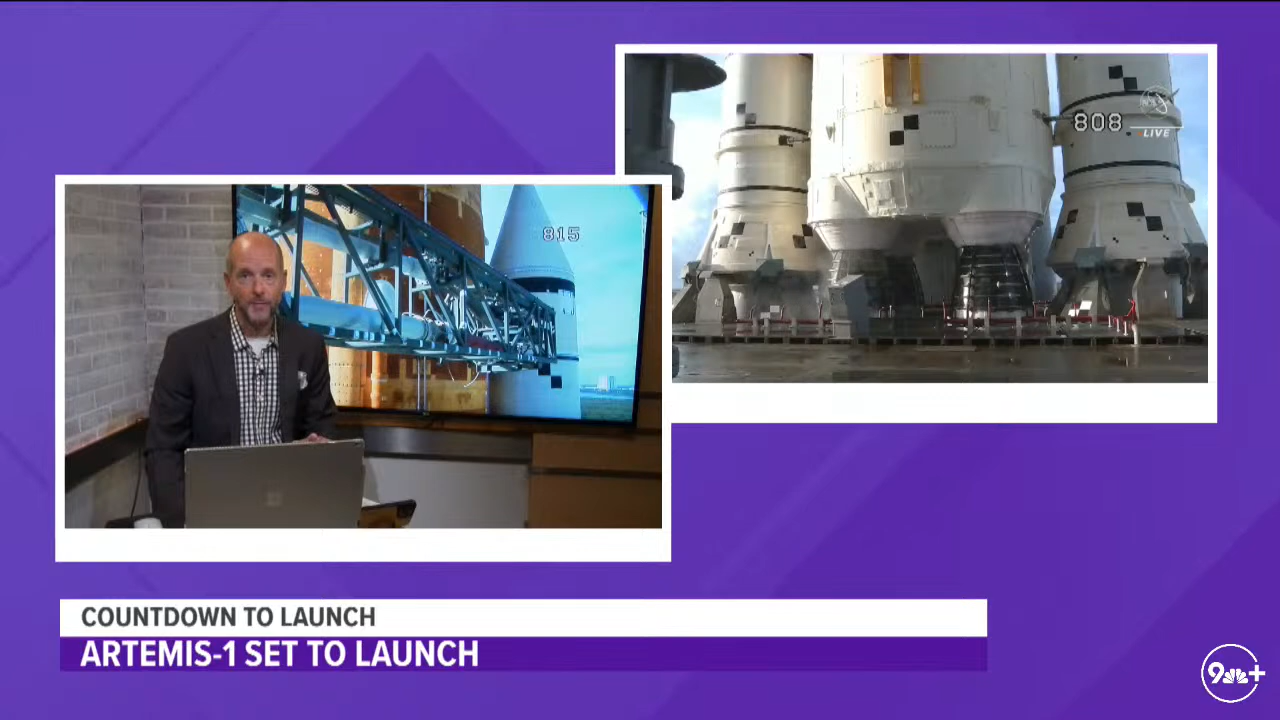 808
LIVE
815
COUNTDOWN TO LAUNCH
ARTEMIS-1 SET TO LAUNCH
9+